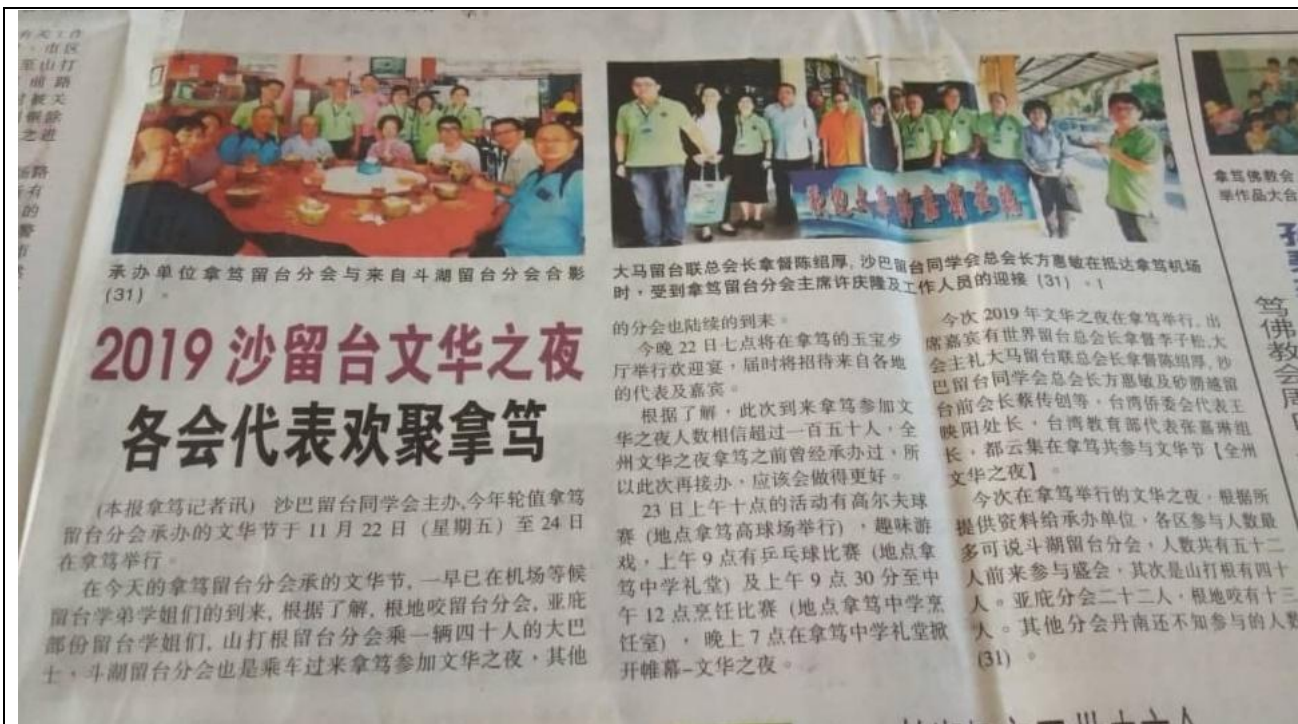 承办单位拿笃留台分会与来自斗湖留台分会合影
(31)。
大马留台联总会长拿督陈绍厚, 沙巴留台同学会总会长方惠敏在抵达拿笃机场
时，受到拿笃留台分会主席许庆隆及工作人员的迎接 (31) 。1
2019 沙留台文华之夜
各会代表欢聚拿笃
(本报拿笃记者讯) 沙巴留台同学会主办,今年轮值拿笃
留台分会承办的文华节于 11 月 22 日 (星期五) 至 24 日
在拿笃举行。
在今天的拿笃留台分会承的文华节, 一早已在机场等候
留台学弟学姐们的到来, 根据了解, 根地咬留台分会, 亚庇
部份留台学姐们, 山打根留台分会乘一辆四十人的大巴
士，斗湖留台分会也是乘车过来拿笃参加文华之夜，其他
的分会也陆续的到来。
今晚 22 日七点将在拿笃的玉宝步
厅举行欢迎宴，届时将招待来自各地
的代表及嘉宾。
根据了解，此次到来拿笃参加文
华之夜人数相信超过一百五十人，全
州文华之夜拿笃之前曾经承办过，所
以此次再接办，应该会做得更好。
23 日上午十点的活动有高尔夫球
赛 (地点拿笃高球场举行) ，趣味游
戏，上午 9 点有乒乓球比赛 (地点拿
笃中学礼堂) 及上午 9 点 30 分至中
午 12 点烹饪比赛 (地点拿笃中学烹
饪室) ，晚上 7 点在拿笃中学礼堂掀
开帷幕-文华之夜。
今次 2019 年文华之夜在拿笃举行, 出
席嘉宾有世界留台总会长拿督李子松,大
会主礼大马留台联总会长拿督陈绍厚, 沙
巴留台同学会总会长方惠敏及砂朥越留
台前会长蔡传创等，台湾侨委会代表王
映阳处长，台湾教育部代表张嘉琳组
长，都云集在拿笃共参与文华节【全州
文华之夜】。
今次在拿笃举行的文华之夜，根据所
提供资料给承办单位，各区参与人数最
多可说斗湖留台分会，人数共有五十二
人前来参与盛会，其次是山打根有四十
人。亚庇分会二十二人，根地咬有十三
人。其他分会丹南还不知参与的人数
(31) 。
拿笃佛教会
举作品大合
笃佛教会周